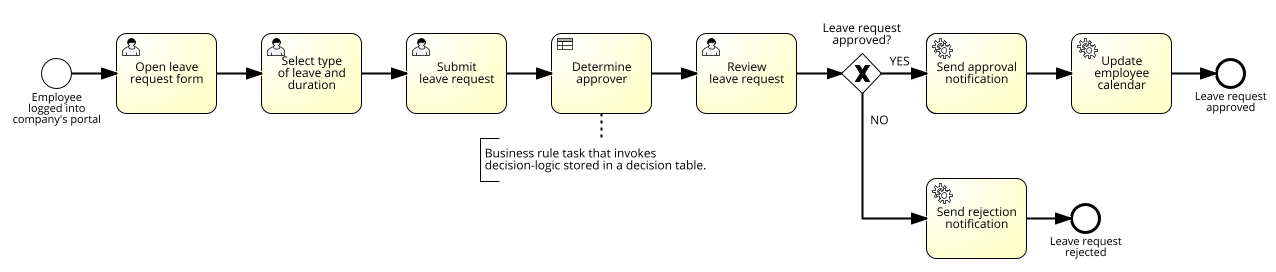 Employee
logged into
company's portal
Open leave
request form
Select type
of leave and
duration
Submit
leave request
Determine
approver
Business rule task that invokes
decision-logic stored in a decision table.
Review
leave request
Leave request
approved?
YES
NO
Send approval
notification
Update
employee
calendar
Leave request
approved
Send rejection
notification
Leave request
rejected